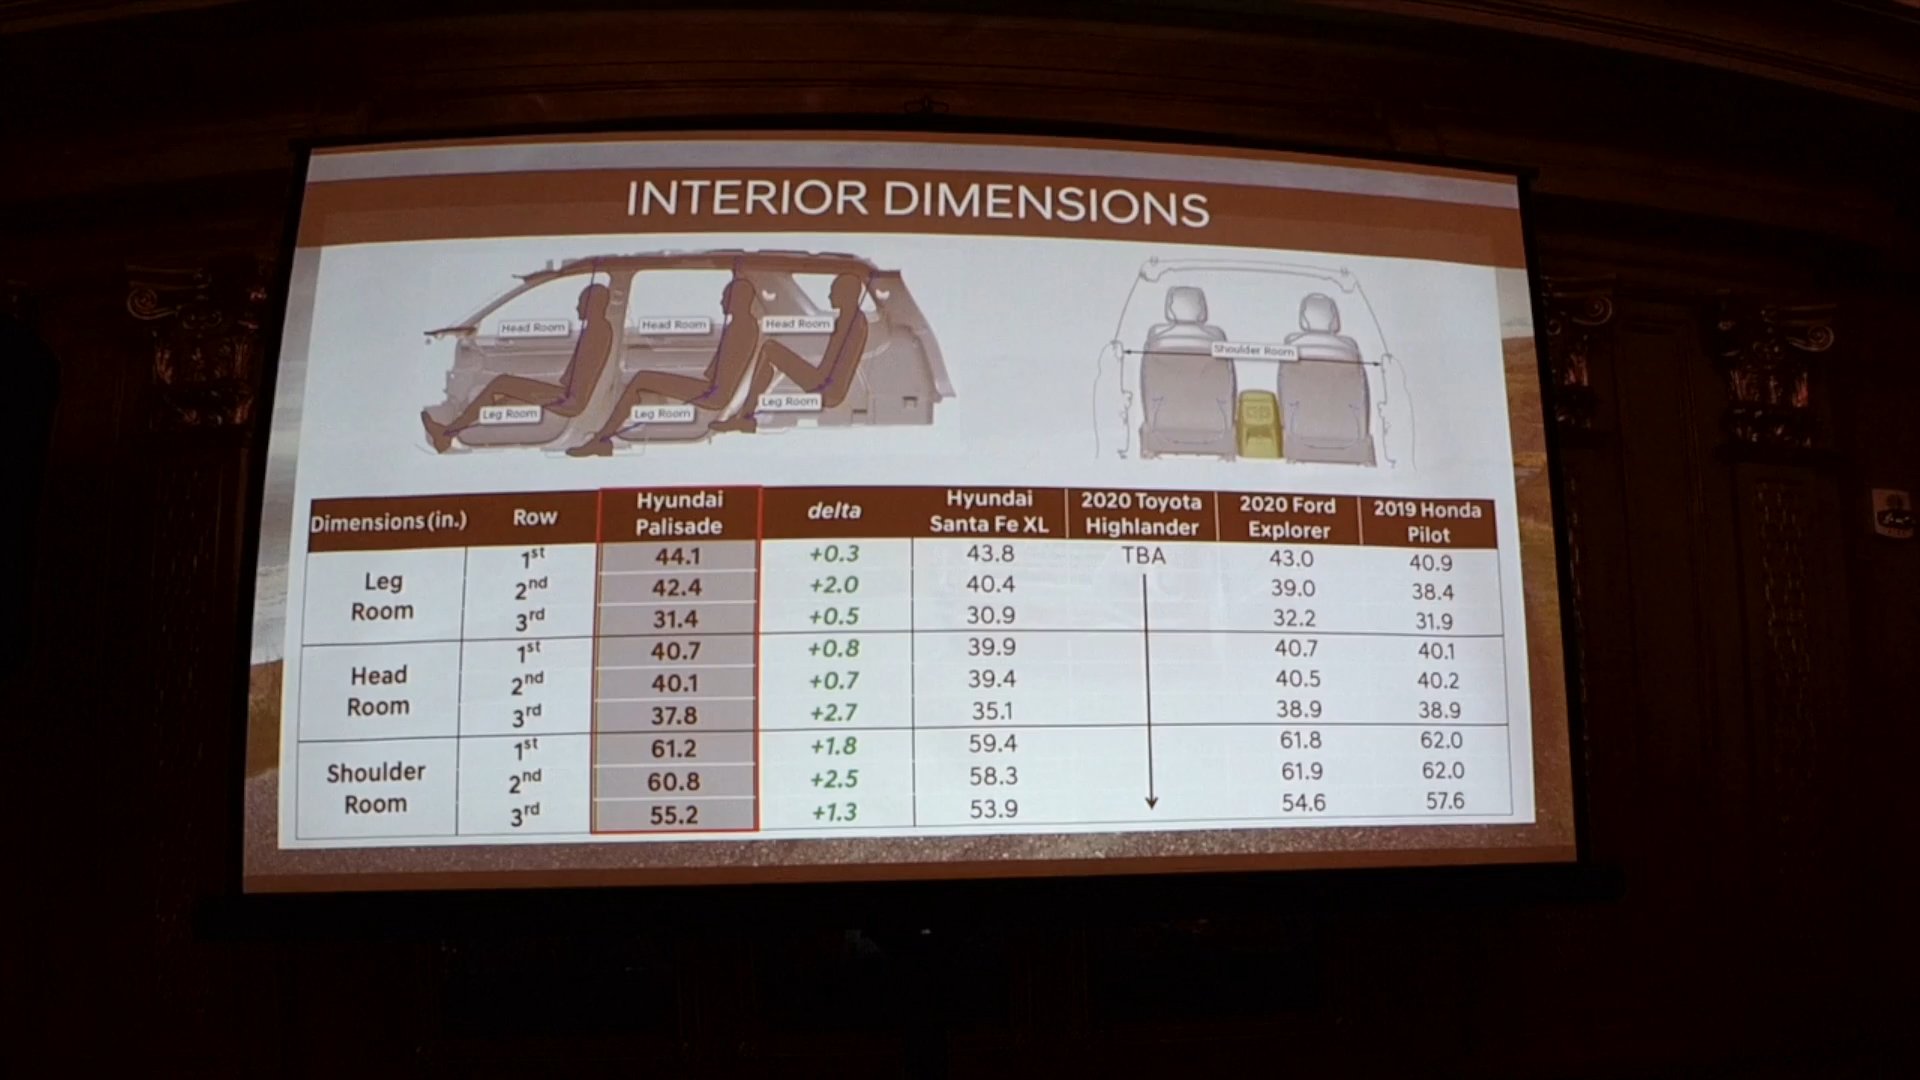 INTERIOR DIMENSIONS
Head Room Head Room Head Room
Leg Room Leg Room Leg Room
Shoulder Room
Dimensions (in.) Row Hyundai Palisade delta Hyundai Santa Fe XL 2020 Toyota Highlander 2020 Ford Explorer 2019 Honda Pilot
Leg Room 1st 44.1 +0.3 43.8 TBA 43.0 40.9
2nd 42.4 +2.0 40.4 39.0 38.4
3rd 31.4 +0.5 30.9 32.2 31.9
Head Room 1st 40.7 +0.8 39.9 40.7 40.1
2nd 40.1 +0.7 39.4 40.5 40.2
3rd 37.8 +2.7 35.1 38.9 38.9
Shoulder Room 1st 61.2 +1.8 59.4 61.8 62.0
2nd 60.8 +2.5 58.3 61.9 62.0
3rd 55.2 +1.3 53.9 54.6 57.6